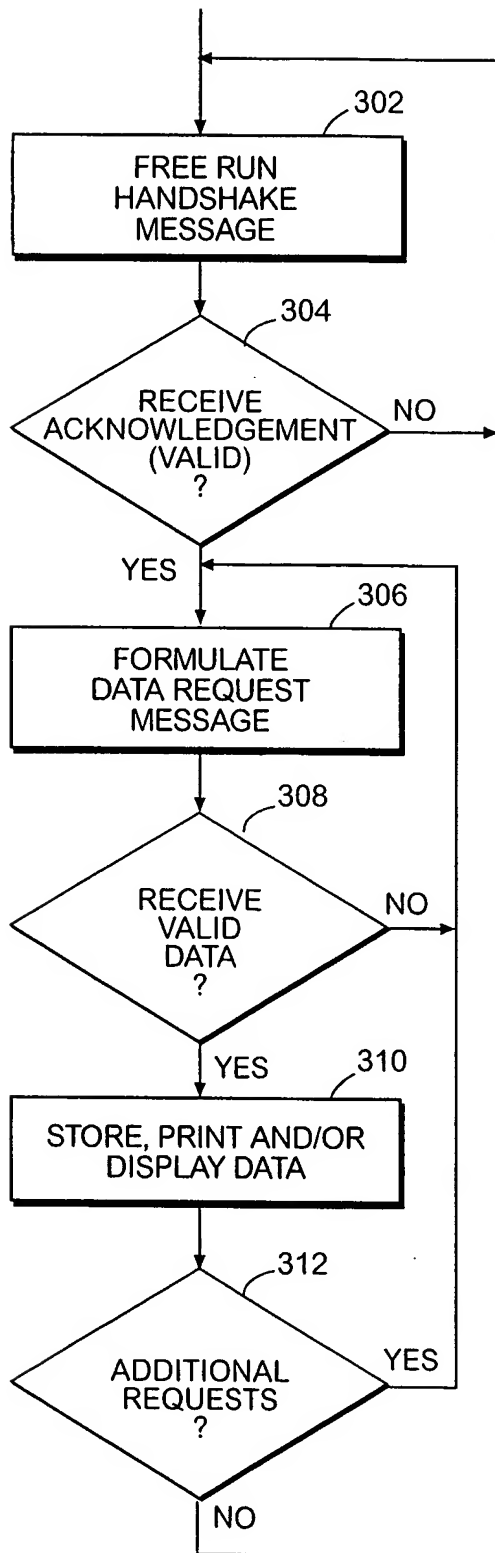 302
FREE RUN
HANDSHAKE
MESSAGE
304
RECEIVE
ACKNOWLEDGEMENT
(VALID)
?
NO
YES
306
FORMULATE
DATA REQUEST
MESSAGE
308
RECEIVE
VALID
DATA
?
NO
YES
310
STORE, PRINT AND/OR
DISPLAY DATA
312
ADDITIONAL
REQUESTS
?
YES
NO